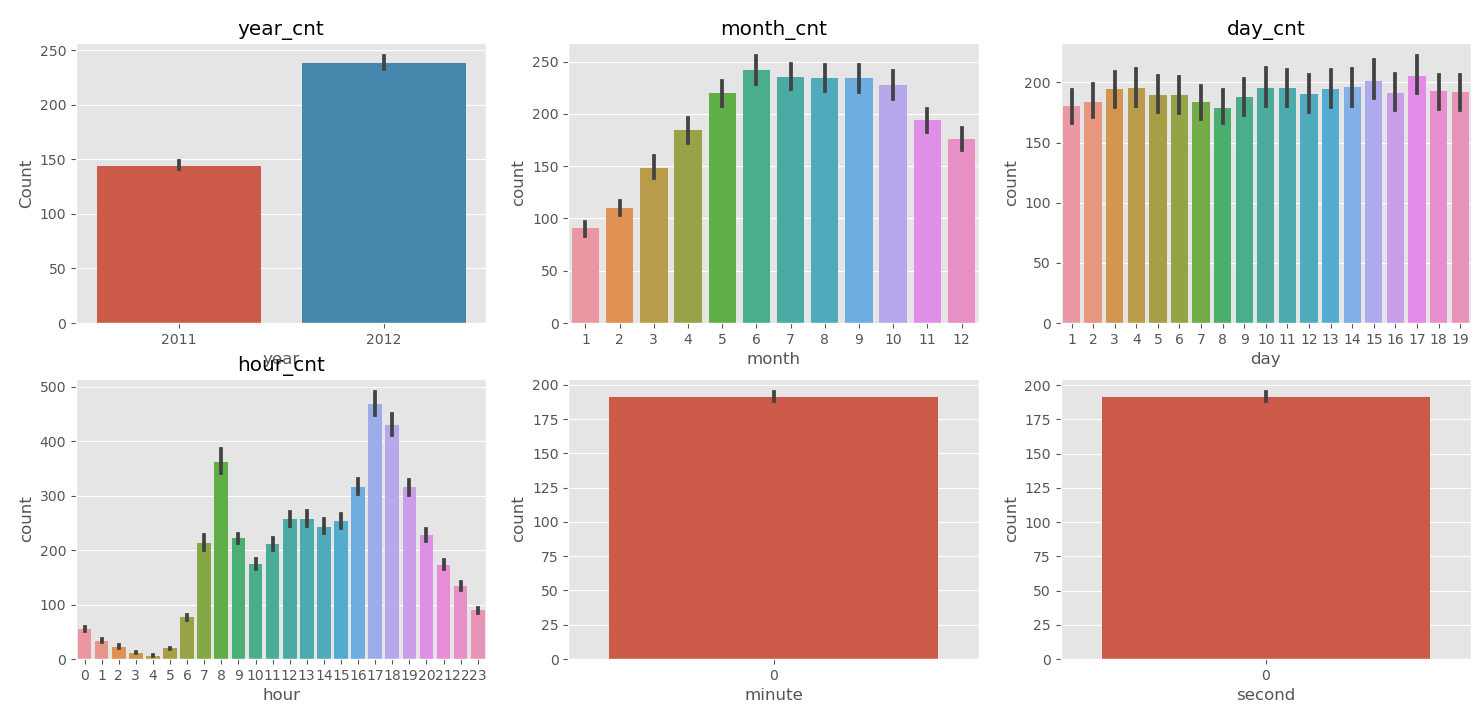 year_cnt
250
200
150
100
50
0
Count
2011 2012
year
month_cnt
250
200
150
100
50
0
count
1 2 3 4 5 6 7 8 9 10 11 12
month
day_cnt
200
150
100
50
0
count
1 2 3 4 5 6 7 8 9 10 11 12 13 14 15 16 17 18 19
day
hour_cnt
500
400
300
200
100
0
count
0 1 2 3 4 5 6 7 8 9 10 11 12 13 14 15 16 17 18 19 20 21 22 23
hour
200
175
150
125
100
75
50
25
0
count
0
minute
200
175
150
125
100
75
50
25
0
count
0
second